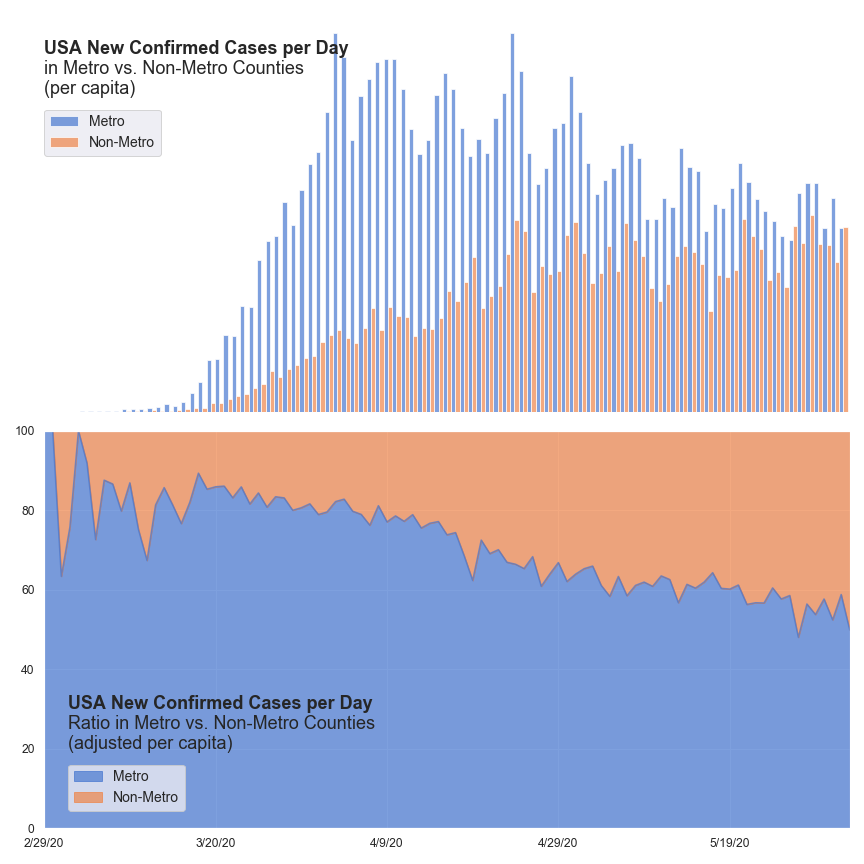 USA New Confirmed Cases per Day
in Metro vs. Non-Metro Counties
(per capita)
Metro
Non-Metro
100
80
60
40
20
0
USA New Confirmed Cases per Day
Ratio in Metro vs. Non-Metro Counties
(adjusted per capita)
Metro
Non-Metro
2/29/20
3/20/20
4/9/20
4/29/20
5/19/20